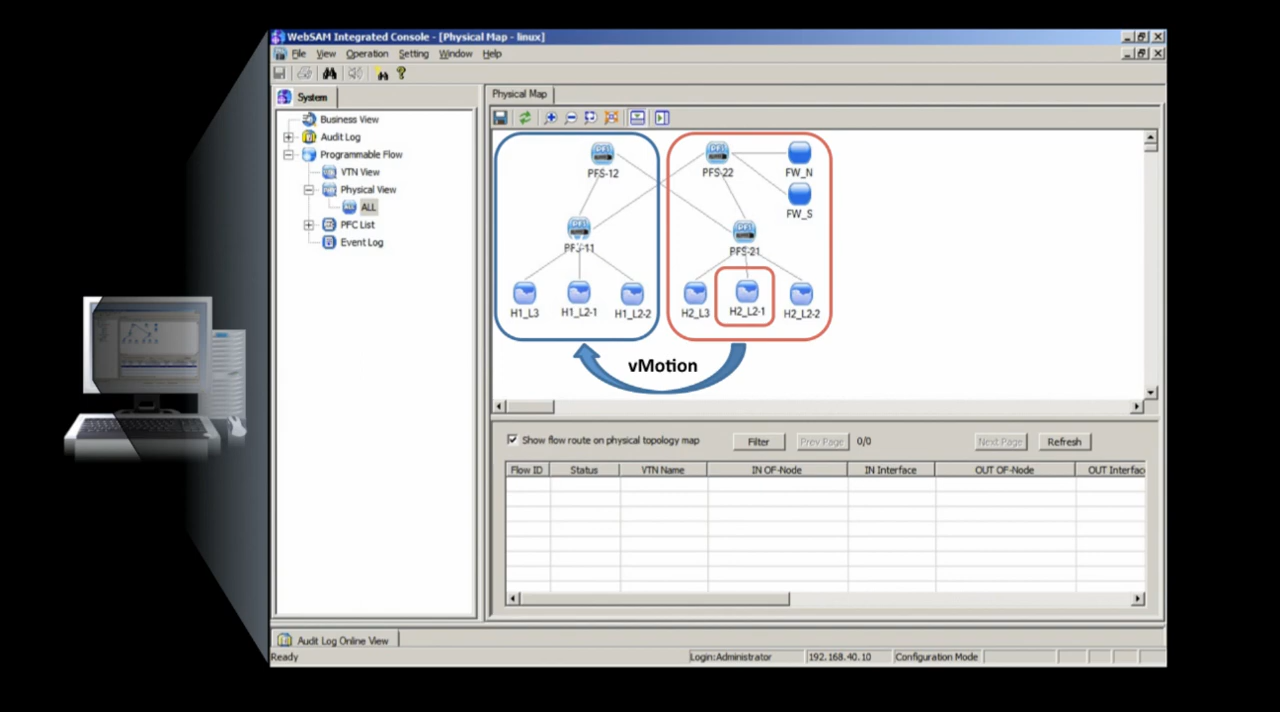 WebSAM Integrated Console - [Physical Map - linux]
File View Operation Setting Window Help
System
Business View
Audit Log
Programmable Flow
VTN View
Physical View
ALL
PFC List
Event Log
Physical Map
PFS-12
PFS-22
FW_N
FW_S
PFS-11
PFS-21
H1_L3
H1_L2-1
H1_L2-2
H2_L3
H2_L2-1
H2_L2-2
vMotion
Show flow route on physical topology map
Filter
Prev Page
0/0
Next Page
Refresh
Flow ID Status VTN Name IN OF-Node IN Interface OUT OF-Node OUT Interfac
Audit Log Online View
Ready
Login:Administrator
192.168.40.10
Configuration Mode